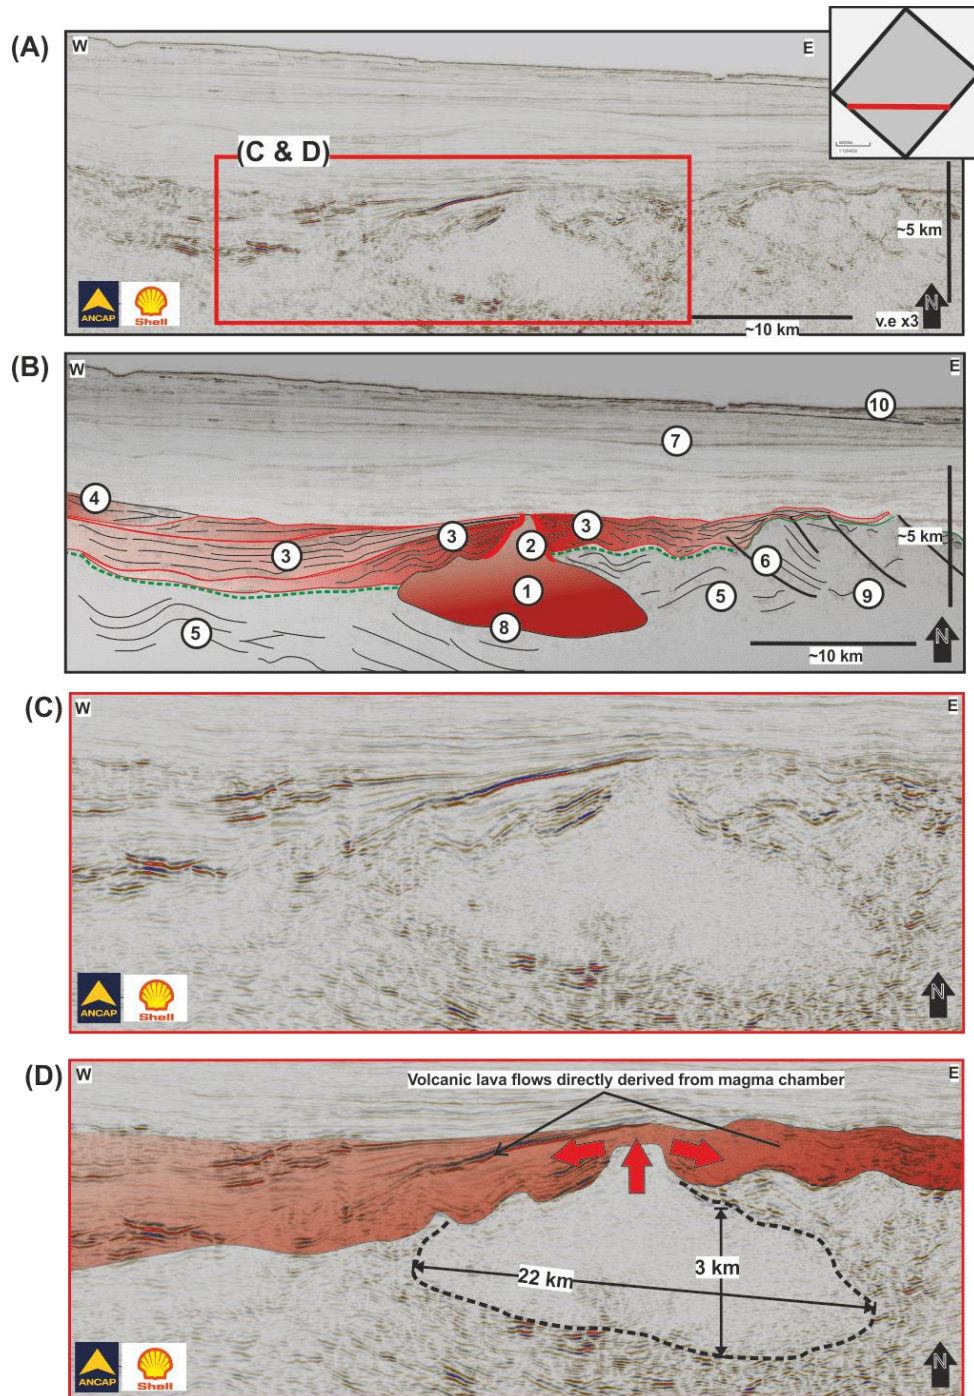 (A)
W
E
(C & D)
~5 km
ANCAP
Shell
N
~10 km
v.e x3
(B)
W
E
10
7
4
3
3
3
2
6
~5 km
1
5
9
5
8
N
~10 km
(C)
W
E
ANCAP
Shell
N
(D)
W
E
Volcanic lava flows directly derived from magma chamber
22 km
3 km
ANCAP
Shell
N